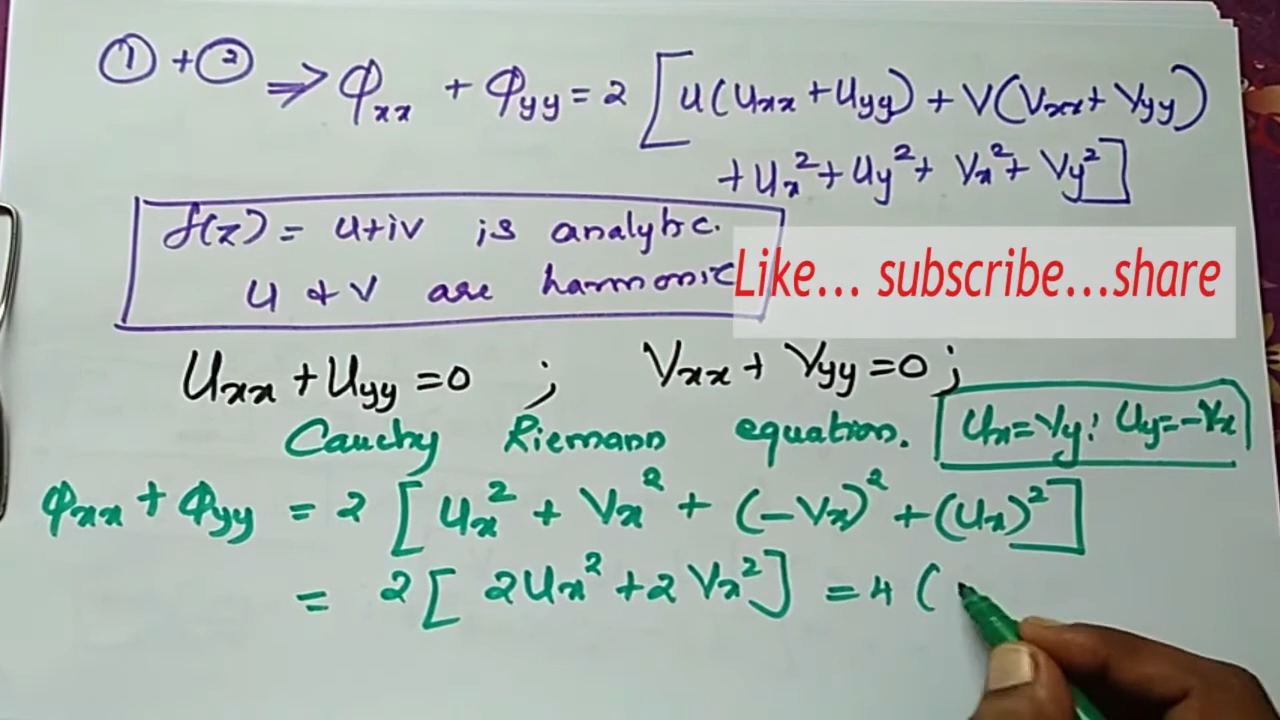 ① + ② ⇒ φxx + φyy = 2 [ u(uxx + uyy) + v(vxx + vyy)
+ ux² + uy² + vx² + vy² ]
f(z) = u+iv is analytic.
u & v are harmonic
Like... subscribe...share
uxx + uyy = 0 ; vxx + vyy = 0 ;
Cauchy Riemann equation. ux = vy ; uy = -vx
φxx + φyy = 2 [ ux² + vx² + (-vx)² + (ux)² ]
= 2 [ 2ux² + 2vx² ] = 4 (